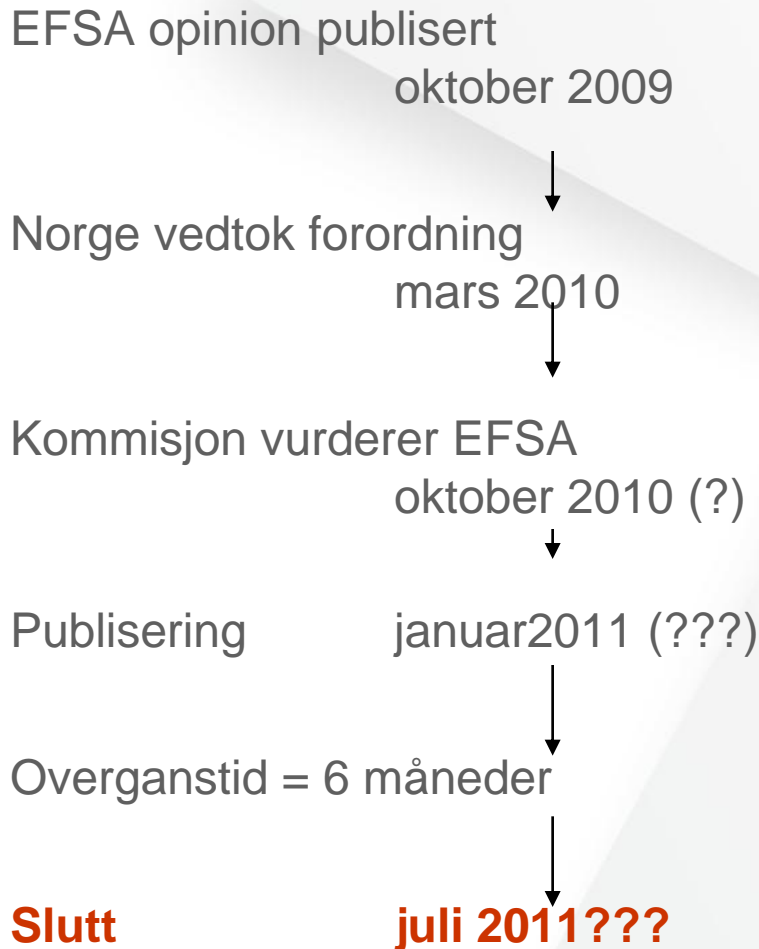 EFSA opinion publisert
oktober 2009
Norge vedtok forordning
mars 2010
Kommisjon vurderer EFSA
oktober 2010 (?)
Publisering januar2011 (???)
Overganstid = 6 måneder
Slutt juli 2011???